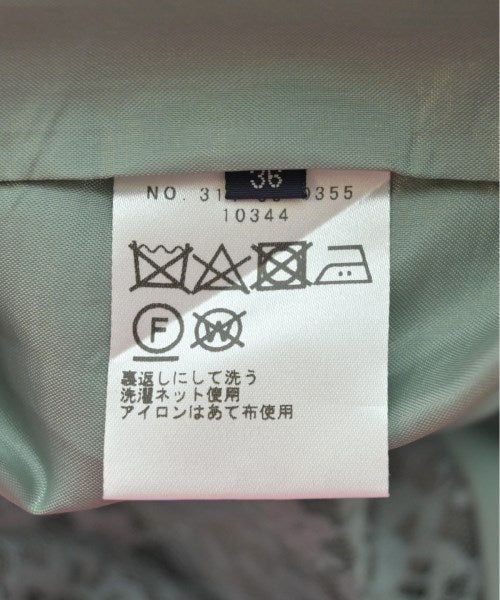 36
NO. 31 0355
10344
F
W
裏返しにして洗う
洗濯ネット使用
アイロンはあて布使用